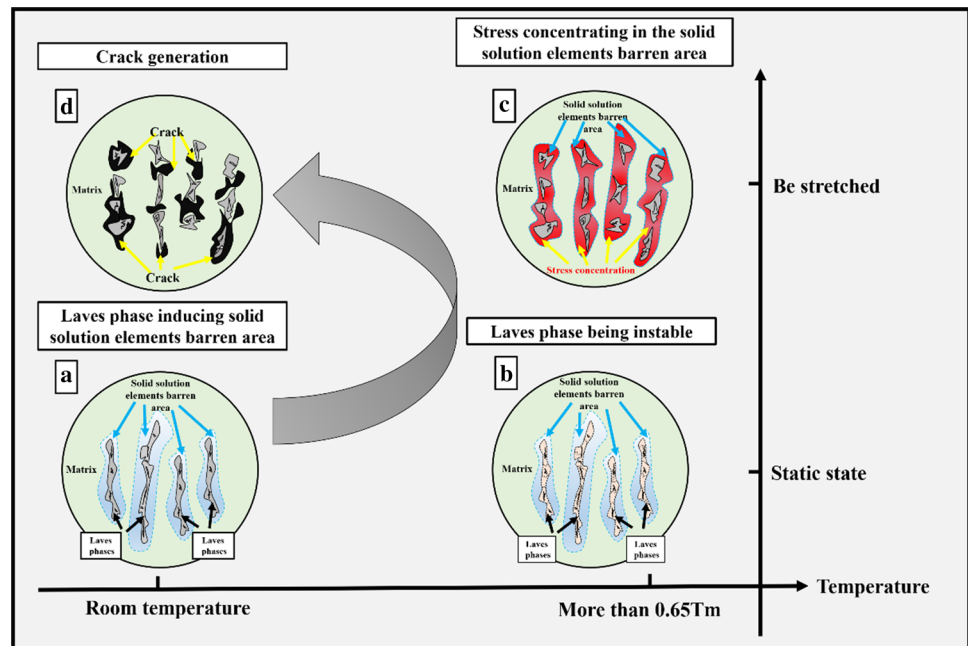 Crack generation
d
Crack
Matrix
Crack
Stress concentrating in the solid
solution elements barren area
c
Solid solution
elements barren
area
Matrix
Stress concentration
Be stretched
Laves phase inducing solid
solution elements barren area
a
Solid solution
elements barren
area
Matrix
Laves
phases
Laves
phases
Laves phase being instable
b
Solid solution
elements barren
area
Matrix
Laves
phases
Laves
phases
Static state
Temperature
Room temperature
More than 0.65Tm